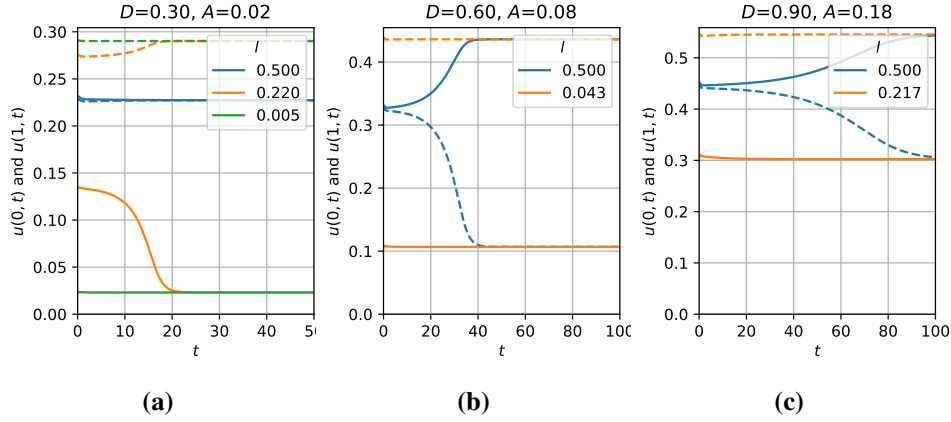 D=0.30, A=0.02
u(0, t) and u(1, t)
0.30
0.25
0.20
0.15
0.10
0.05
0.00
I
0.500
0.220
0.005
0 10 20 30 40 50
t
(a)
D=0.60, A=0.08
u(0, t) and u(1, t)
0.4
0.3
0.2
0.1
0.0
I
0.500
0.043
0 20 40 60 80 100
t
(b)
D=0.90, A=0.18
u(0, t) and u(1, t)
0.5
0.4
0.3
0.2
0.1
0.0
I
0.500
0.217
0 20 40 60 80 100
t
(c)